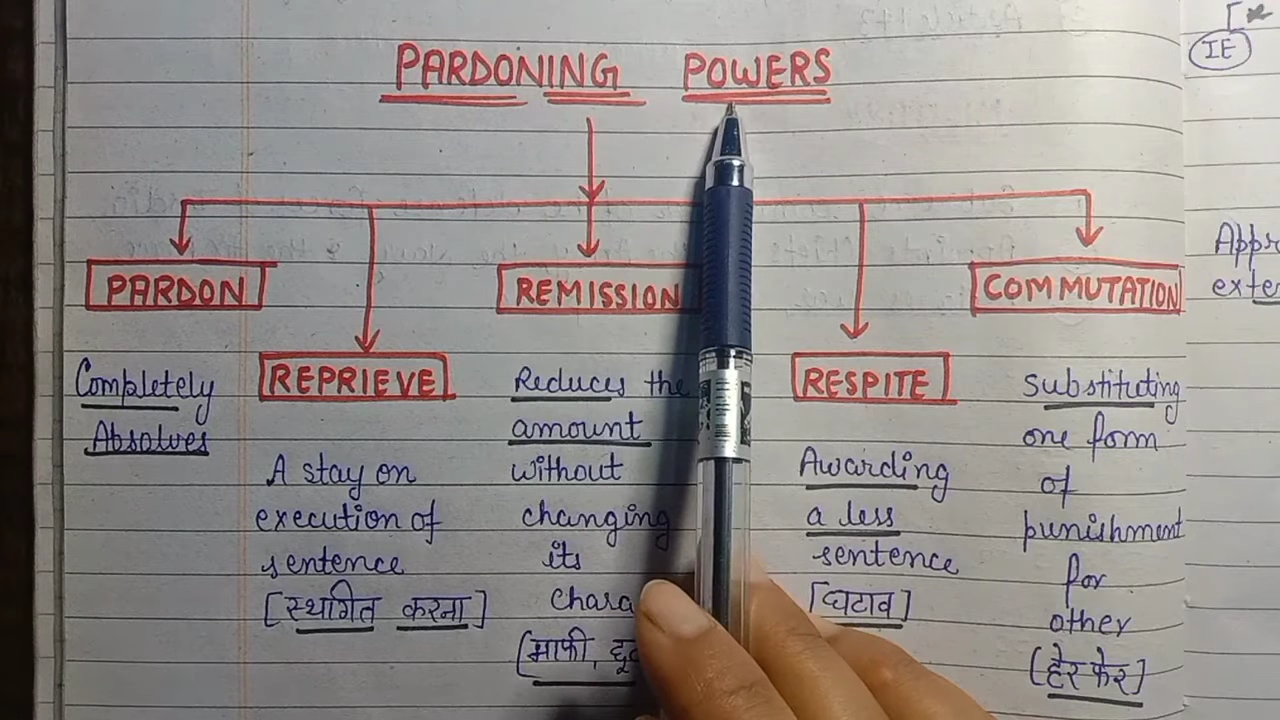 PARDONING POWERS
PARDON
Completely
Absolves
REPRIEVE
A stay on
execution of
sentence
[स्थगित करना]
REMISSION
Reduces the
amount
without
changing
its
(माफी,
RESPITE
Awarding
a less
sentence
[घटाव]
COMMUTATION
substituting
one form
of
punishment
for
other
(हेर फेर]
IE